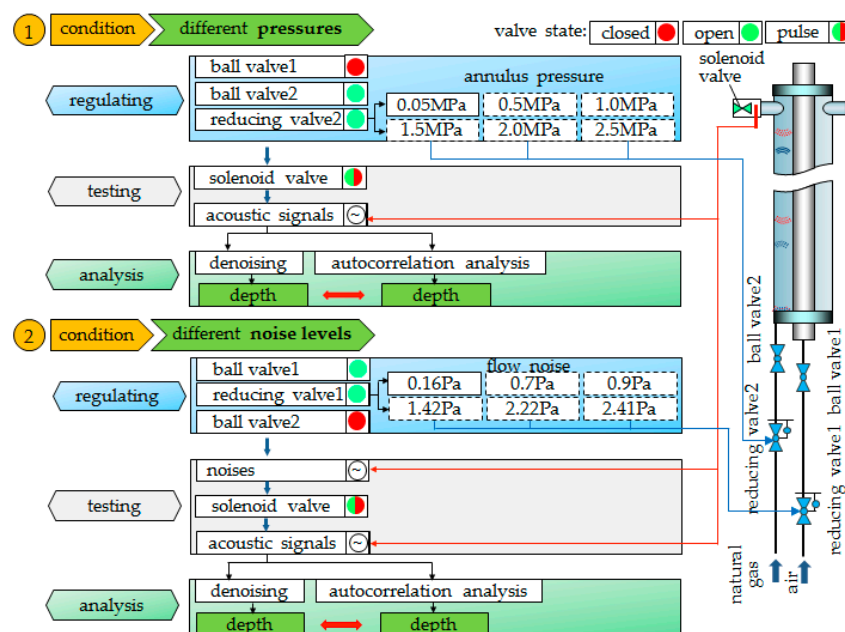 1 condition different pressures
valve state: closed open pulse
solenoid valve
regulating
ball valve1
ball valve2
reducing valve2
annulus pressure
0.05MPa 0.5MPa 1.0MPa
1.5MPa 2.0MPa 2.5MPa
testing
solenoid valve
acoustic signals ~
analysis
denoising autocorrelation analysis
depth depth
2 condition different noise levels
regulating
ball valve1
reducing valve1
ball valve2
flow noise
0.16Pa 0.7Pa 0.9Pa
1.42Pa 2.22Pa 2.41Pa
testing
noises ~
solenoid valve
acoustic signals ~
analysis
denoising autocorrelation analysis
depth depth
ball valve2
reducing valve2
ball valve1
reducing valve1
natural gas
air